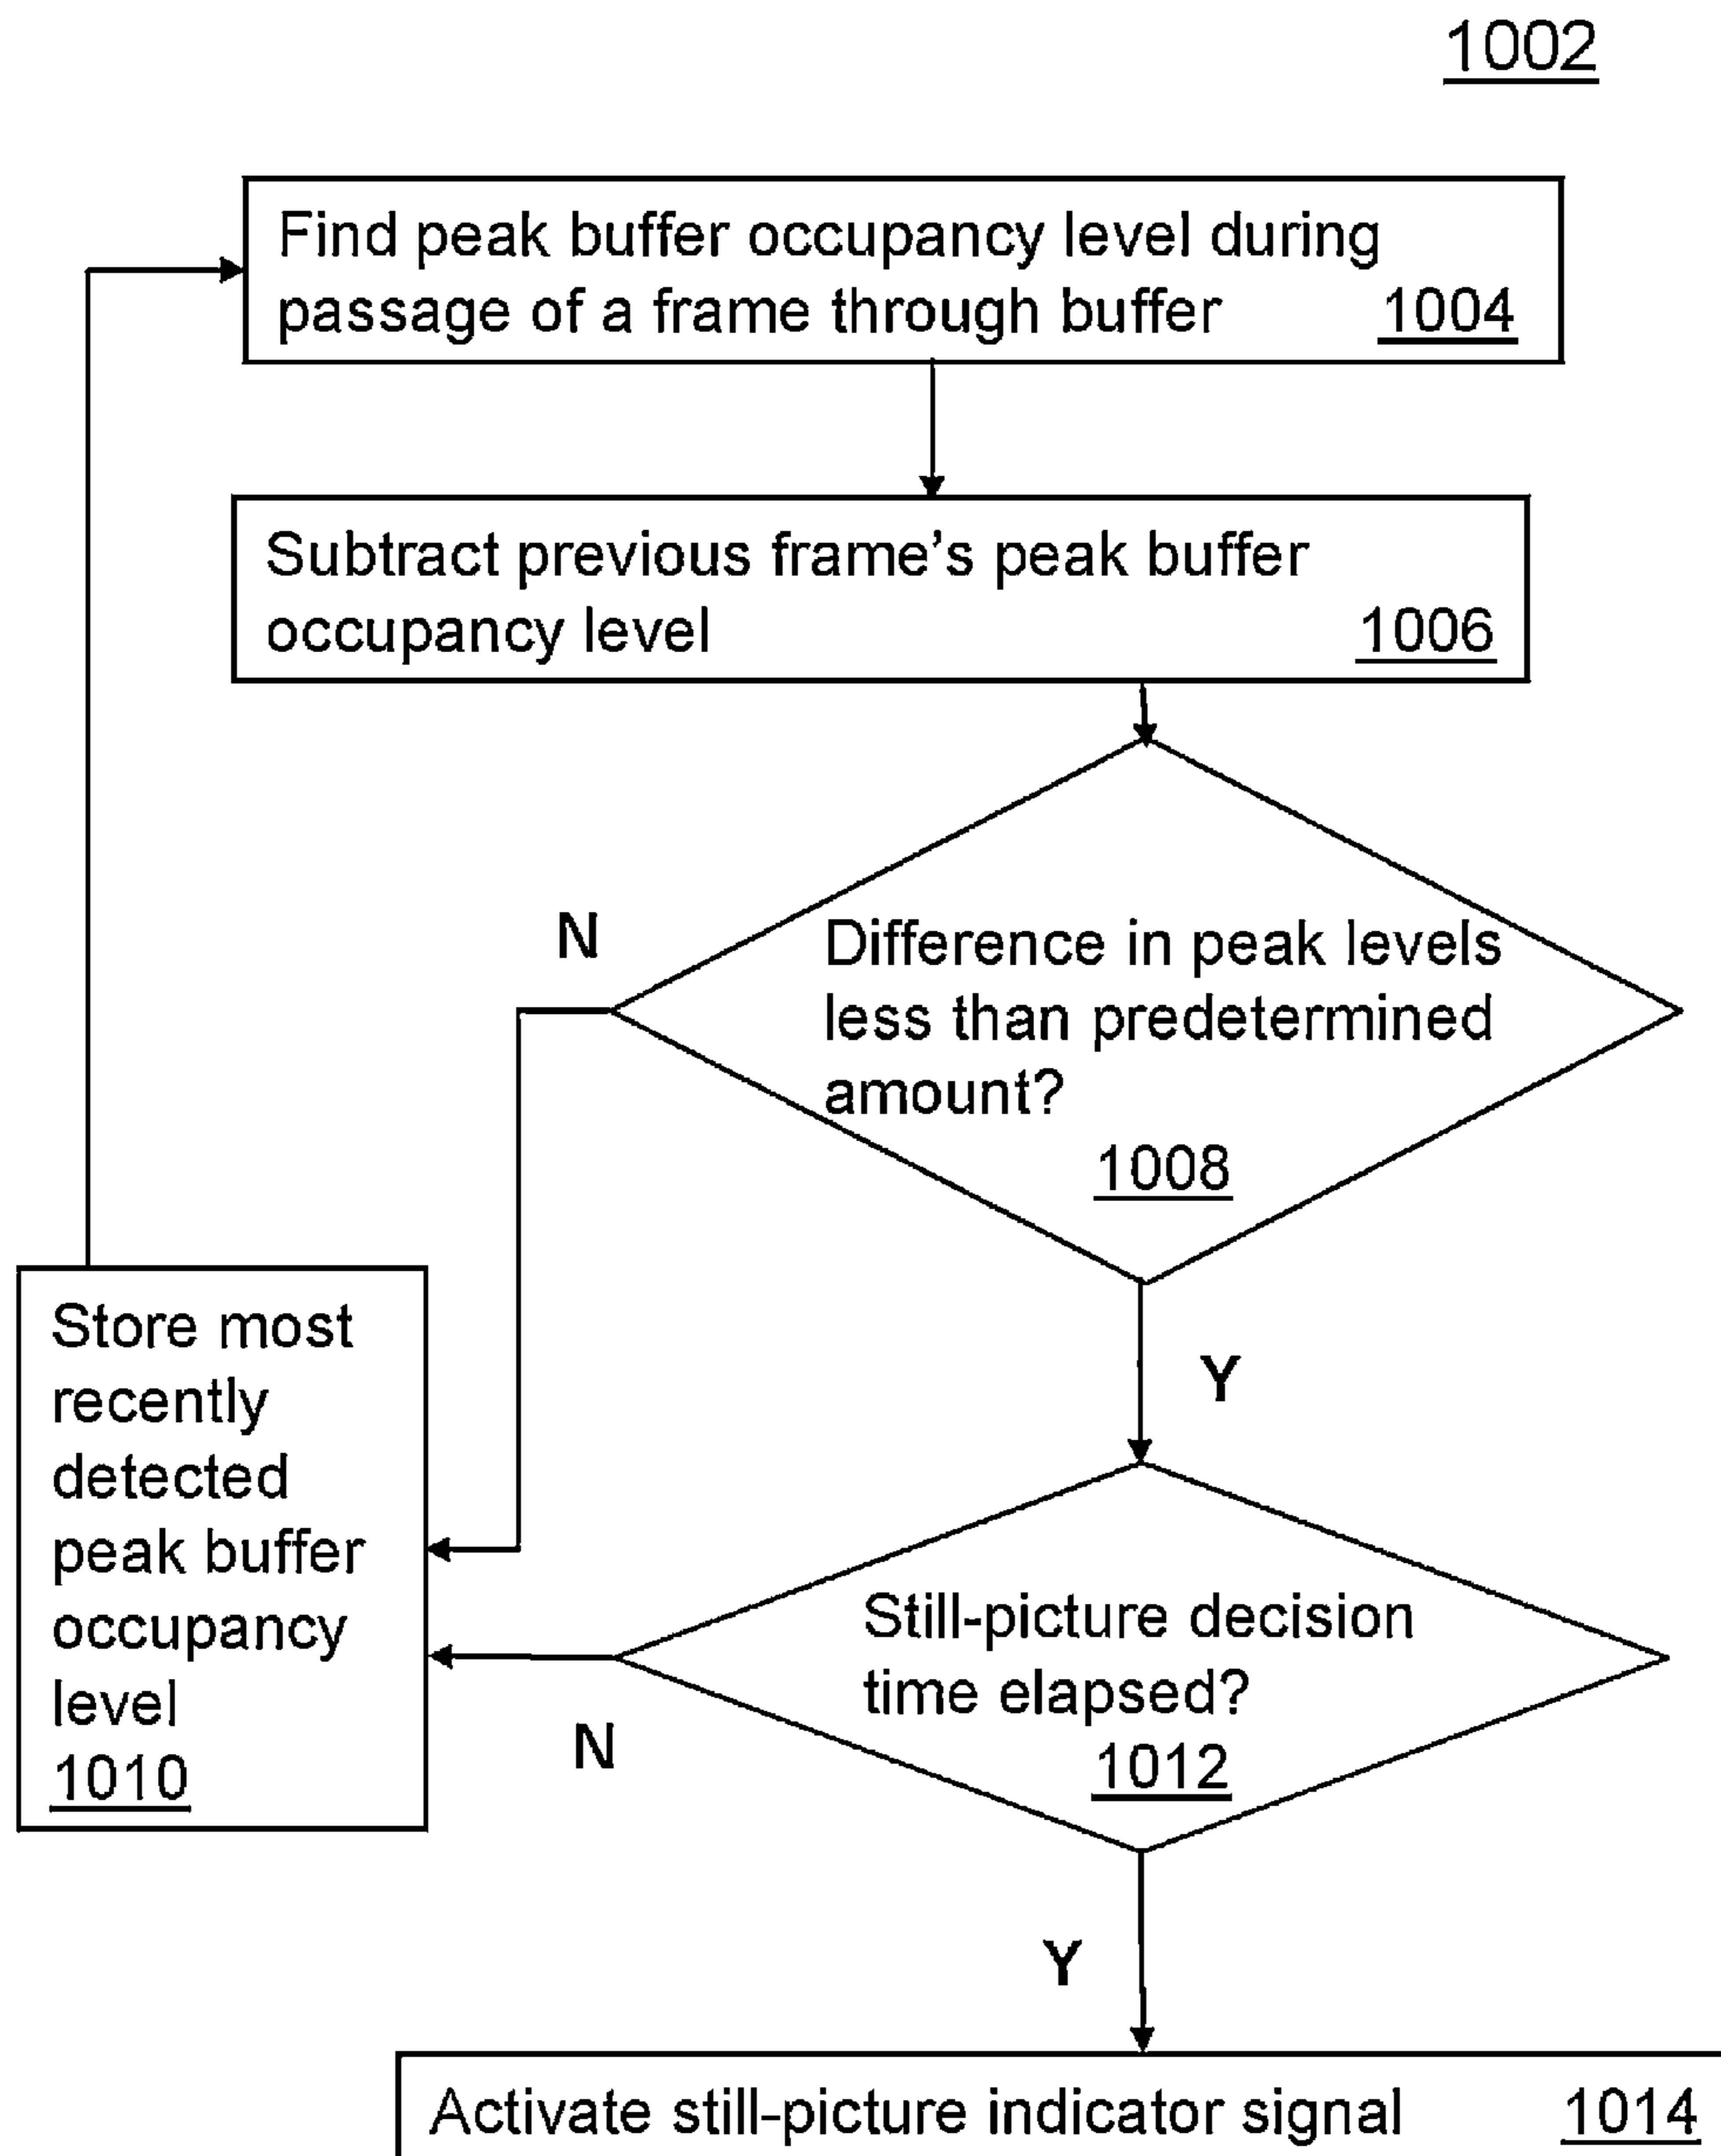 1002
Find peak buffer occupancy level during
passage of a frame through buffer 1004
Subtract previous frame's peak buffer
occupancy level 1006
N
Difference in peak levels
less than predetermined
amount?
1008
Y
Store most
recently
detected
peak buffer
occupancy
level
1010
Still-picture decision
time elapsed?
1012
N
Y
Activate still-picture indicator signal 1014